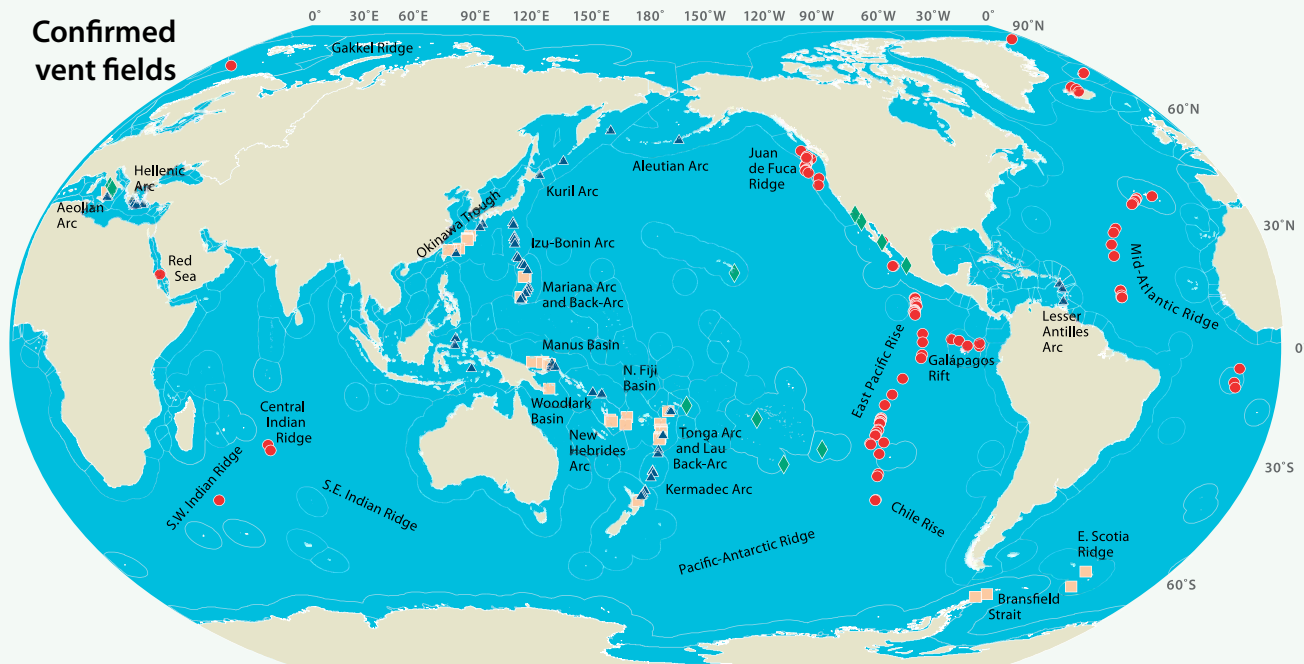 Confirmed
vent fields
0° 30°E 60°E 90°E 120°E 150°E 180° 150°W 120°W 90°W 60°W 30°W 0°
90°N
60°N
30°N
0
30°S
60°S
Gakkel Ridge
Hellenic
Arc
Aeolian
Arc
Red
Sea
Okinawa Trough
Kuril Arc
Aleutian Arc
Izu-Bonin Arc
Mariana Arc
and Back-Arc
Manus Basin
N. Fiji
Basin
Woodlark
Basin
New
Hebrides
Arc
Tonga Arc
and Lau
Back-Arc
Kermadec Arc
Central
Indian
Ridge
S.W. Indian Ridge
S.E. Indian Ridge
Pacific-Antarctic Ridge
Juan
de Fuca
Ridge
East Pacific Rise
Galápagos
Rift
Chile Rise
Lesser
Antilles
Arc
Mid-Atlantic Ridge
E. Scotia
Ridge
Bransfield
Strait